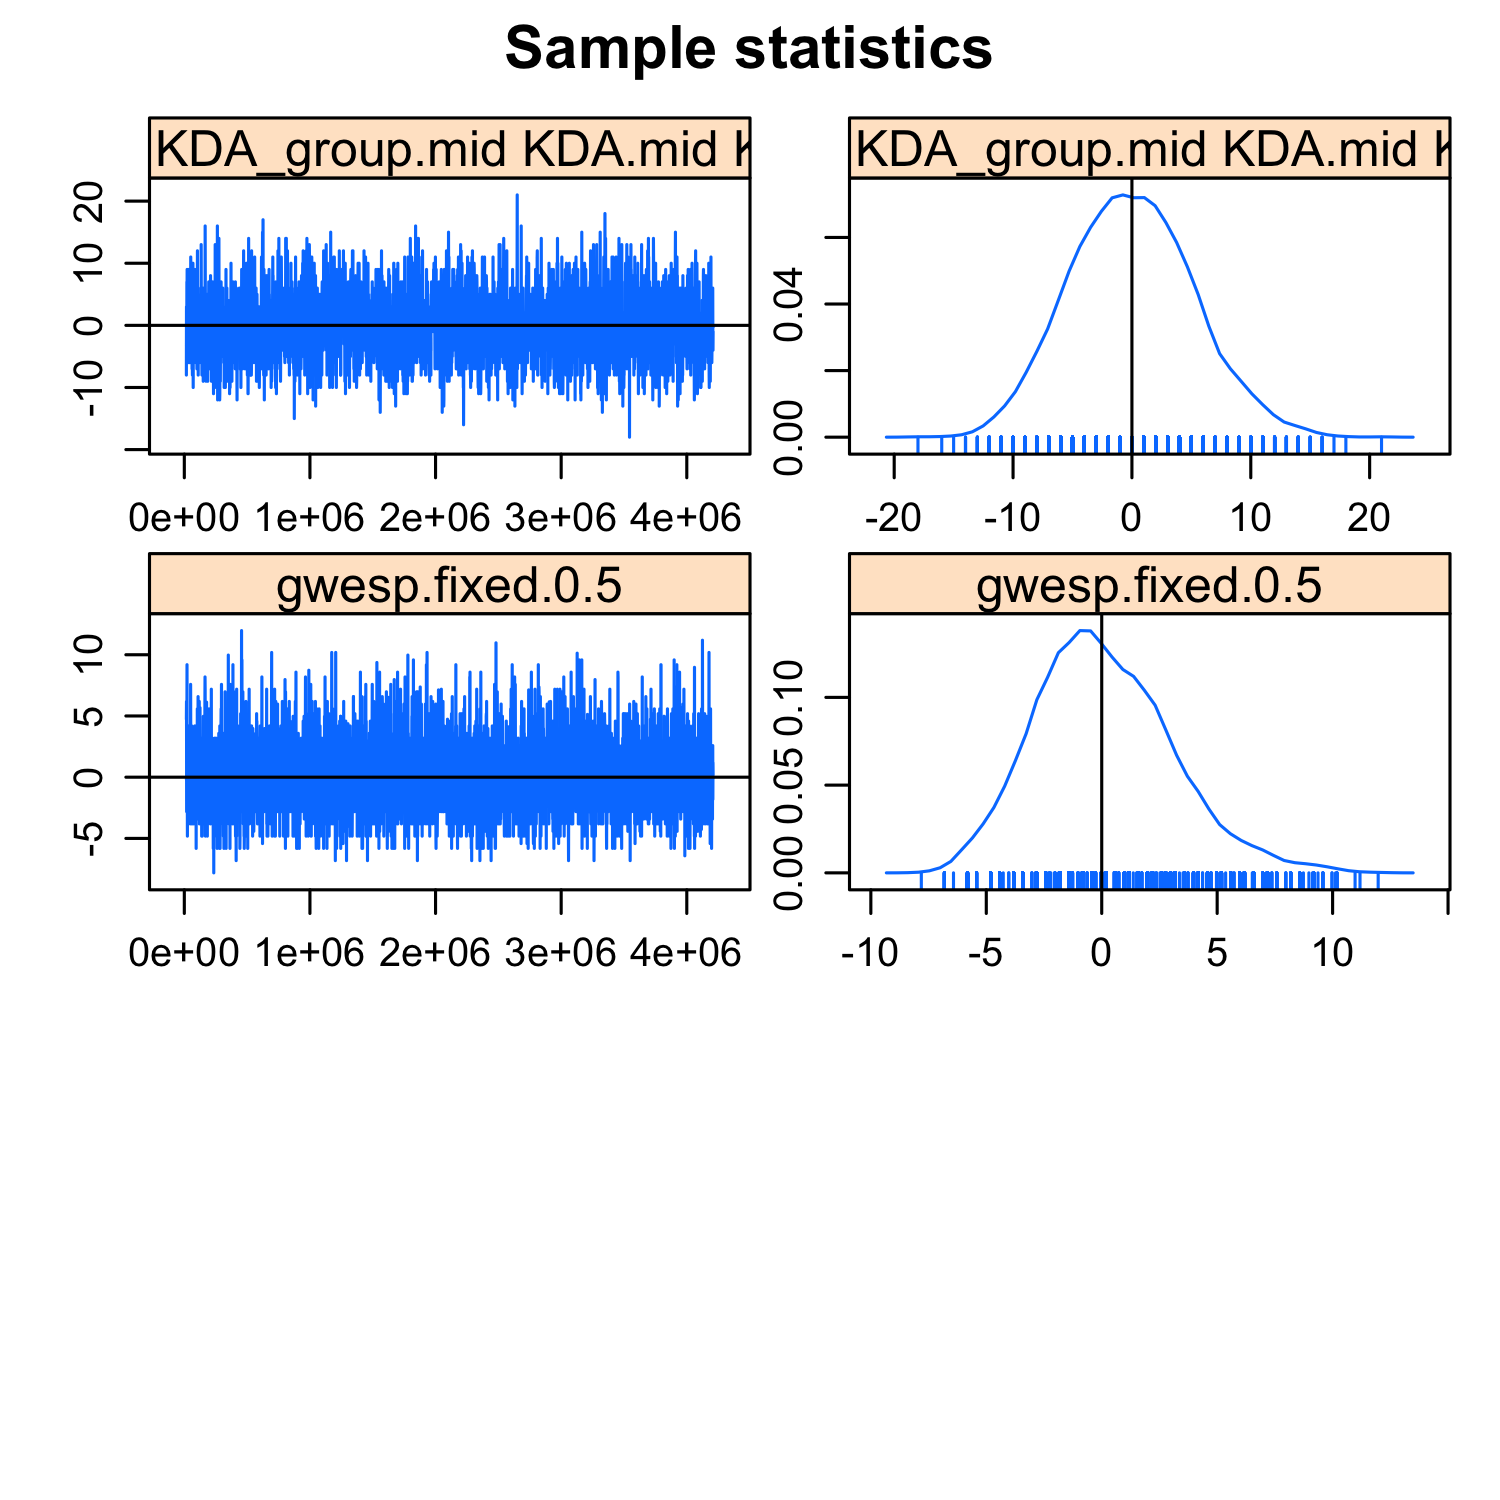 Sample statistics
KDA_group.mid KDA.mid K
KDA_group.mid KDA.mid K
20
10
0
-10
0.04
0.00
0e+00 1e+06 2e+06 3e+06 4e+06
-20 -10 0 10 20
gwesp.fixed.0.5
gwesp.fixed.0.5
10
5
0
-5
0.10
0.05
0.00
0e+00 1e+06 2e+06 3e+06 4e+06
-10 -5 0 5 10